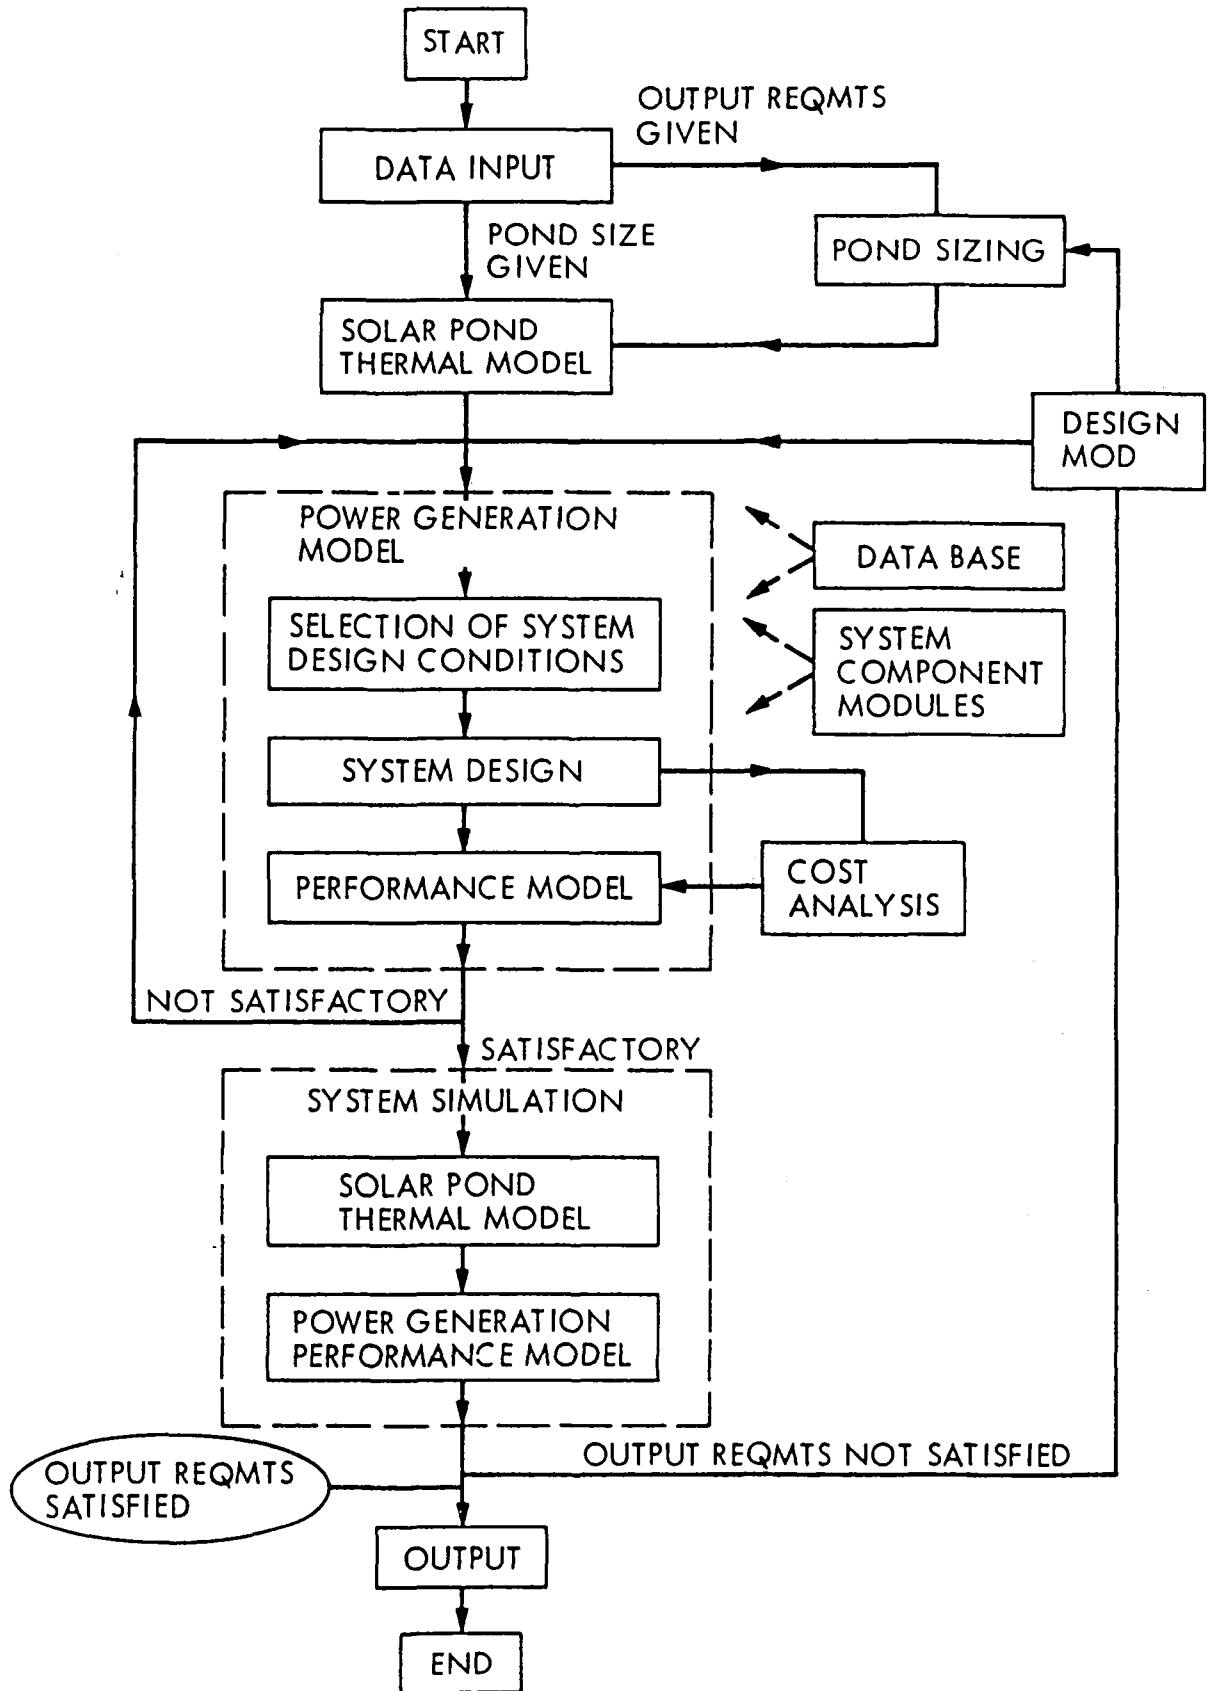 START
OUTPUT REQMTS
GIVEN
DATA INPUT
POND SIZE
GIVEN
POND SIZING
SOLAR POND
THERMAL MODEL
DESIGN
MOD
POWER GENERATION
MODEL
DATA BASE
SELECTION OF SYSTEM
DESIGN CONDITIONS
SYSTEM
COMPONENT
MODULES
SYSTEM DESIGN
COST
ANALYSIS
PERFORMANCE MODEL
NOT SATISFACTORY
SATISFACTORY
SYSTEM SIMULATION
SOLAR POND
THERMAL MODEL
POWER GENERATION
PERFORMANCE MODEL
OUTPUT REQMTS NOT SATISFIED
OUTPUT REQMTS
SATISFIED
OUTPUT
END